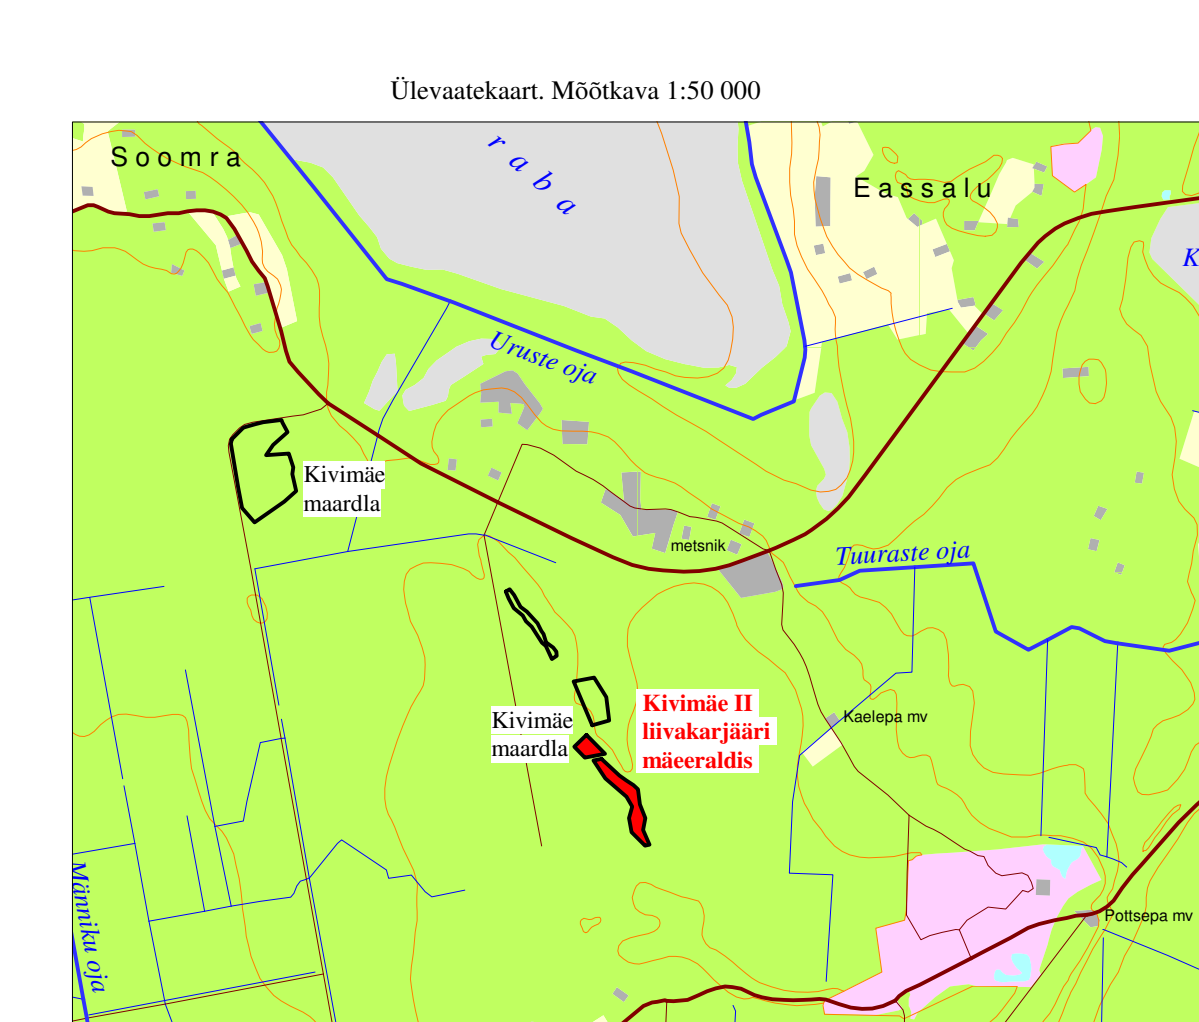 Ülevaatekaart. Mõõtkava 1:50 000
Soomra
raba
Eassalu
K
Uruste oja
Kivimäe
maardla
metsnik
Tuuraste oja
Kivimäe
maardla
Kivimäe II
liivakarjääri
mäeeraldis
Kaelepa mv
Männiku oja
Pottsepa mv